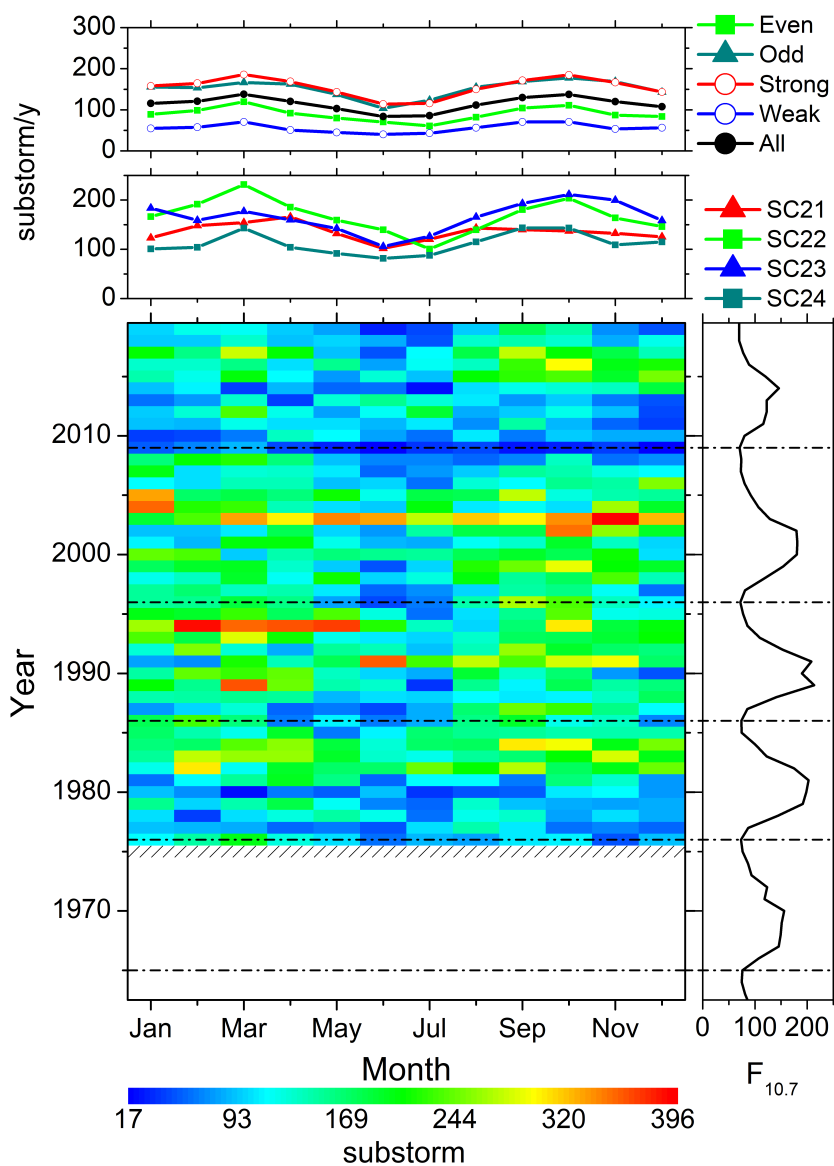 300
200
100
0
substorm/y
Even
Odd
Strong
Weak
All
200
100
0
SC21
SC22
SC23
SC24
2010
2000
1990
1980
1970
Year
Jan Mar May Jul Sep Nov
Month
0 100 200
F10.7
17 93 169 244 320 396
substorm